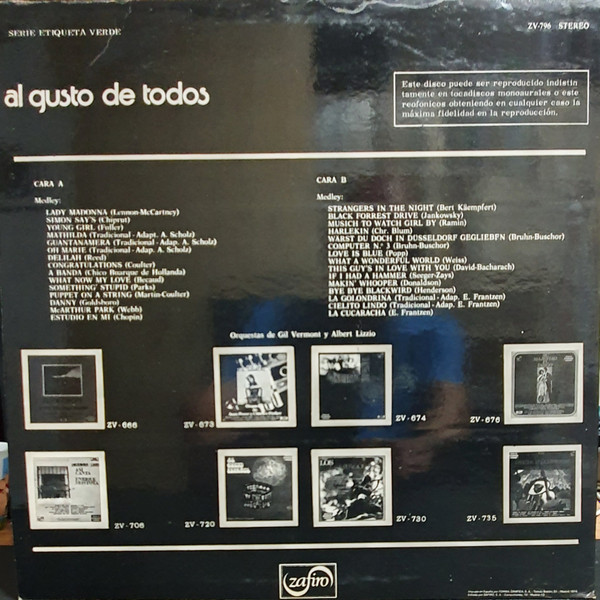 SERIE ETIQUETA VERDE
ZV-796 STEREO
al gusto de todos
Este disco puede ser reproducido indistin
tamente en tocadiscos monoaurales o este
reofonicos obteniendo en cualquier caso la
máxima fidelidad en la reproducción.
CARA A
Medley:
LADY MADONNA (Lennon-McCartney)
SIMON SAY'S (Chiprut)
YOUNG GIRL (Fuller)
MATHILDA (Tradicional-Adapt. A. Scholz)
GUANTANAMERA (Tradicional-Adap. A. Scholz)
OH MARIE (Tradicional-Adap. A. Scholz)
DELILAH (Reed)
CONGRATULATIONS (Coulter)
A BANDA (Chico Boarque de Hollanda)
WHAT NOW MY LOVE (Becaud)
SOMETHING' STUPID (Parks)
PUPPET ON A STRING (Martin-Coulter)
DANNY (Goldsboro)
McARTHUR PARK (Webb)
ESTUDIO EN MI (Chopin)
CARA B
Medley:
STRANGERS IN THE NIGHT (Bert Käempfert)
BLACK FORREST DRIVE (Jankowsky)
MUSICH TO WATCH GIRL BY (Ramin)
HARLEKIN (Chr. Blum)
WARST DU DOCH IN DUSSELDORF GEGLIEBFN (Bruhn-Buschor)
COMPUTER N.º 3 (Bruhn-Buschor)
LOVE IS BLUE (Popp)
WHAT A WONDERFUL WORLD (Weiss)
THIS GUY'S IN LOVE WITH YOU (David-Bacharach)
IF I HAD A HAMMER (Seeger-Zays)
MAKIN' WHOOPER (Donaldson)
BYE BYE BLACKWIRD (Henderson)
LA GOLONDRINA (Tradicional-Adap. E. Frantzen)
CIELITO LINDO (Tradicional-Adap. E. Frantzen)
LA CUCARACHA (E. Frantzen)
Orquestas de Gil Vermont y Albert Lizzio
ZV-666
ZV-673
ZV-674
ZV-676
ZV-706
ZV-720
ZV-730
ZV-735
zafiro